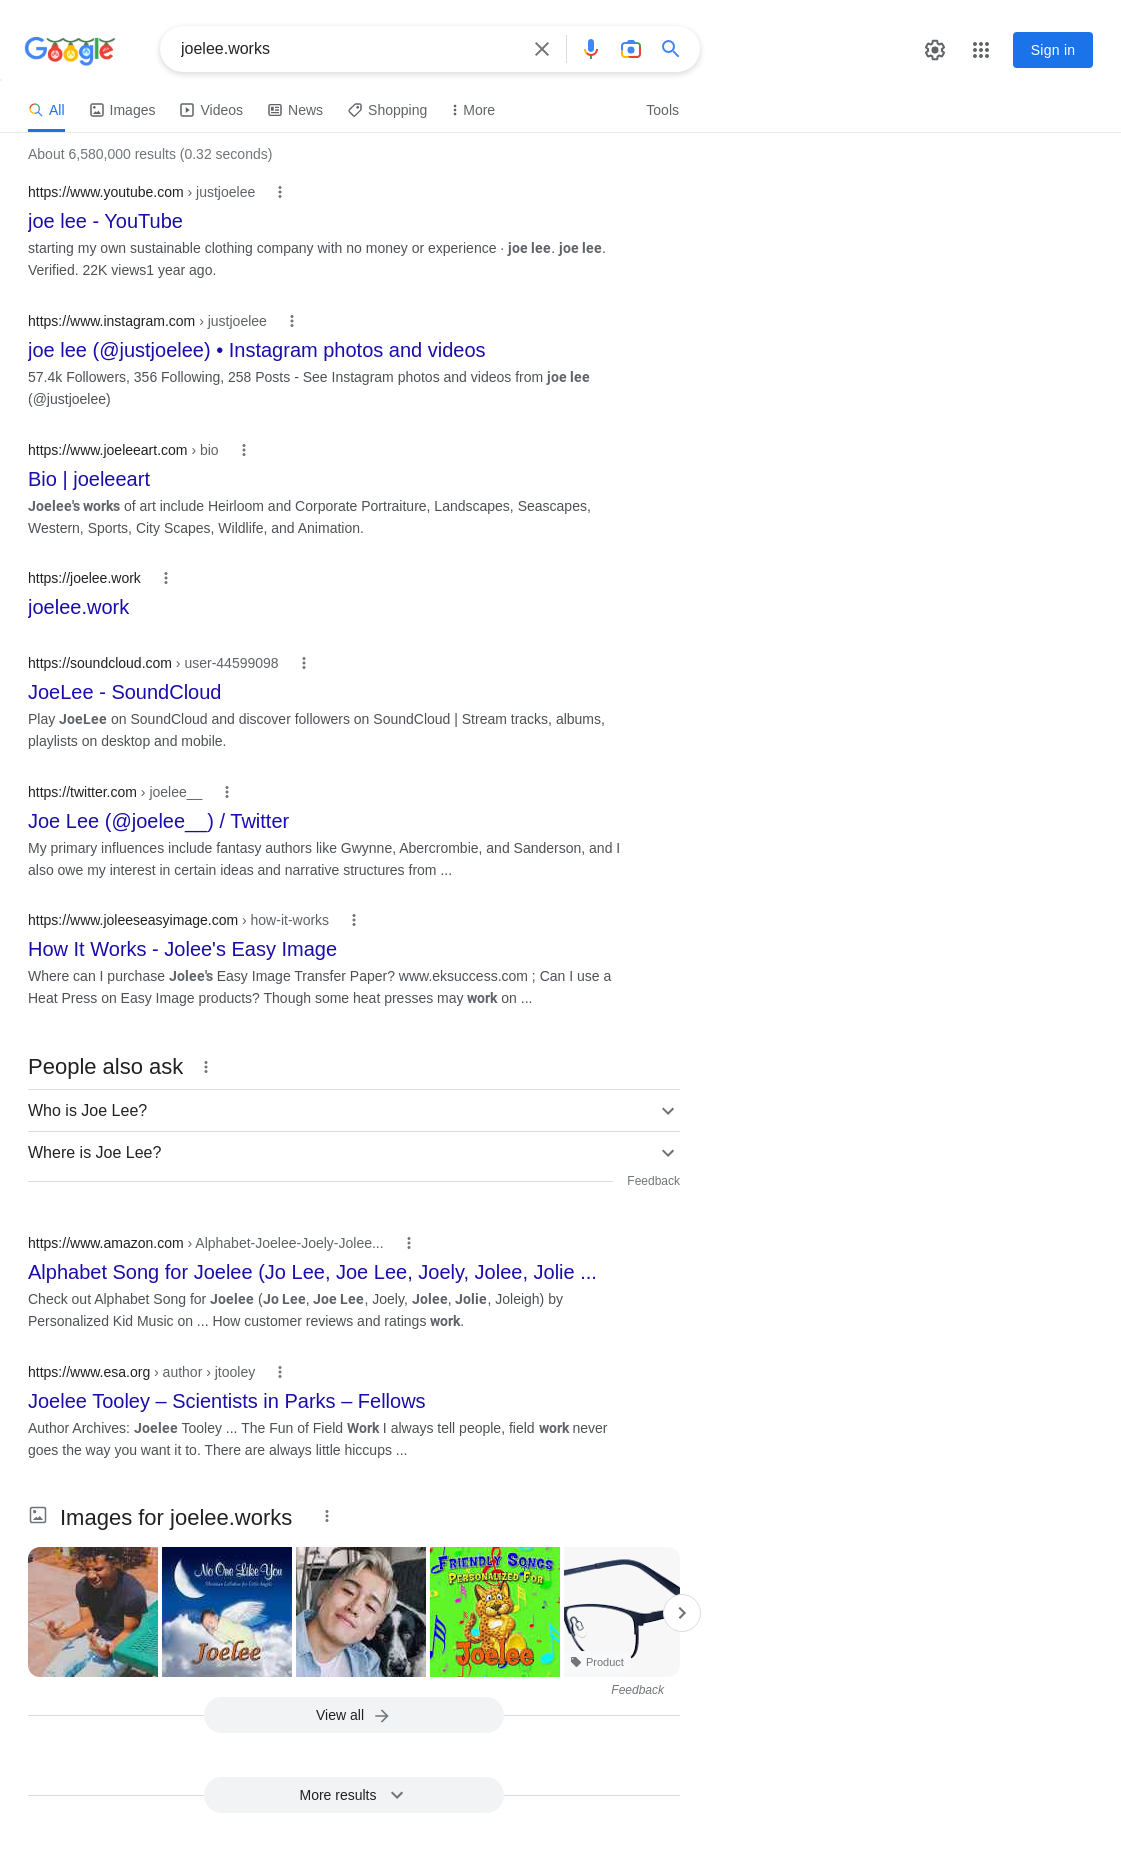 Google
joelee.works
Sign in
All
Images
Videos
News
Shopping
More
Tools
About 6,580,000 results (0.32 seconds)
https://www.youtube.com › justjoelee
joe lee - YouTube
starting my own sustainable clothing company with no money or experience · joe lee. joe lee.
Verified. 22K views1 year ago.
https://www.instagram.com › justjoelee
joe lee (@justjoelee) • Instagram photos and videos
57.4k Followers, 356 Following, 258 Posts - See Instagram photos and videos from joe lee
(@justjoelee)
https://www.joeleeart.com › bio
Bio | joeleeart
Joelee's works of art include Heirloom and Corporate Portraiture, Landscapes, Seascapes,
Western, Sports, City Scapes, Wildlife, and Animation.
https://joelee.work
joelee.work
https://soundcloud.com › user-44599098
JoeLee - SoundCloud
Play JoeLee on SoundCloud and discover followers on SoundCloud | Stream tracks, albums,
playlists on desktop and mobile.
https://twitter.com › joelee__
Joe Lee (@joelee__) / Twitter
My primary influences include fantasy authors like Gwynne, Abercrombie, and Sanderson, and I
also owe my interest in certain ideas and narrative structures from ...
https://www.joleeseasyimage.com › how-it-works
How It Works - Jolee's Easy Image
Where can I purchase Jolee's Easy Image Transfer Paper? www.eksuccess.com ; Can I use a
Heat Press on Easy Image products? Though some heat presses may work on ...
People also ask
Who is Joe Lee?
Where is Joe Lee?
Feedback
https://www.amazon.com › Alphabet-Joelee-Joely-Jolee...
Alphabet Song for Joelee (Jo Lee, Joe Lee, Joely, Jolee, Jolie ...
Check out Alphabet Song for Joelee (Jo Lee, Joe Lee, Joely, Jolee, Jolie, Joleigh) by
Personalized Kid Music on ... How customer reviews and ratings work.
https://www.esa.org › author › jtooley
Joelee Tooley – Scientists in Parks – Fellows
Author Archives: Joelee Tooley ... The Fun of Field Work I always tell people, field work never
goes the way you want it to. There are always little hiccups ...
Images for joelee.works
No One Like You
Joelee
FRIENDLY SONGS
PERSONALIZED FOR
JOELEE
Product
Feedback
View all
More results